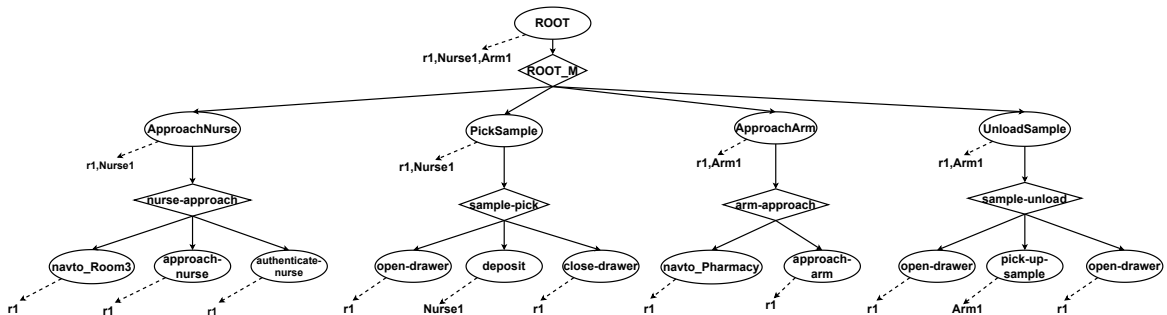 ROOT
r1,Nurse1,Arm1
ROOT_M
ApproachNurse
PickSample
ApproachArm
UnloadSample
r1,Nurse1
r1,Nurse1
r1,Arm1
r1,Arm1
nurse-approach
sample-pick
arm-approach
sample-unload
navto_Room3
approach-
nurse
authenticate-
nurse
open-drawer
deposit
close-drawer
navto_Pharmacy
approach-
arm
open-drawer
pick-up-
sample
open-drawer
r1
r1
r1
r1
Nurse1
r1
r1
r1
r1
Arm1
r1